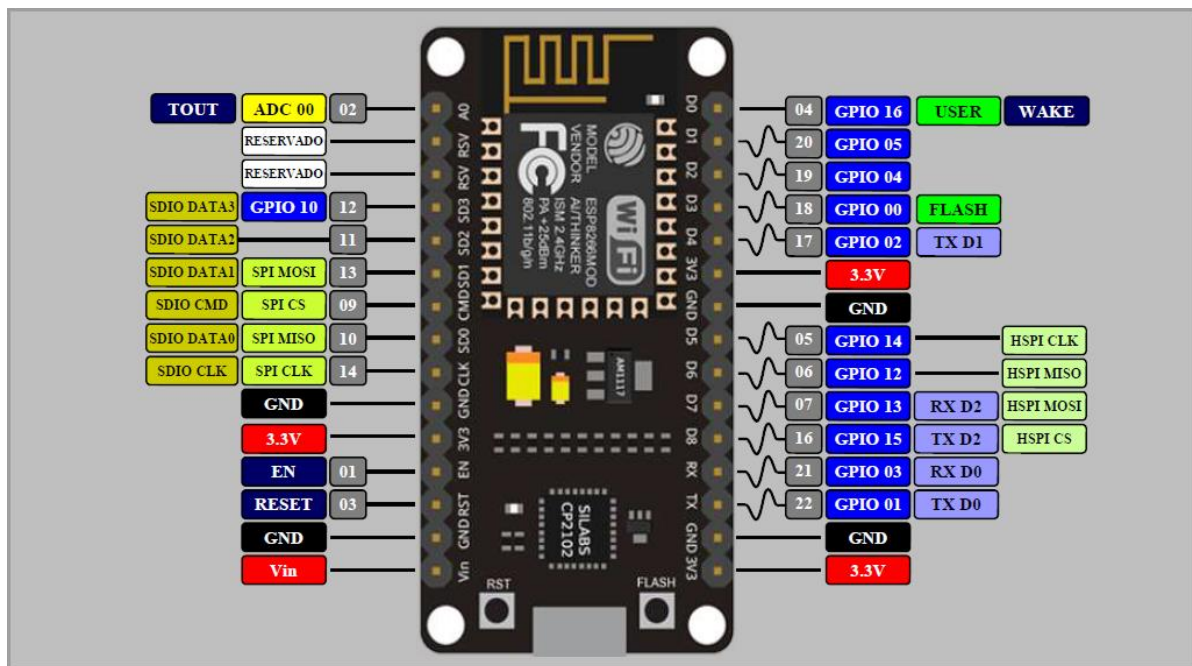 TOUT ADC 00 02 A0
RESERVADO RSV
RESERVADO RSV
SDIO DATA3 GPIO 10 12 SD3
SDIO DATA2 11 SD2
SDIO DATA1 SPI MOSI 13 SD1
SDIO CMD SPI CS 09 CMD
SDIO DATA0 SPI MISO 10 SD0
SDIO CLK SPI CLK 14 CLK
GND GND
3.3V 3V3
EN 01 EN
RESET 03 RST
GND GND
Vin Vin
MODEL
VENDOR
ESP8266MOD
AI/THINKER
ISM 2.4GHz
PA + 25dBm
802.11b/g/n
FC
WiFi
AM1117
SILABS
CP2102
RST
FLASH
D0 04 GPIO 16 USER WAKE
D1 20 GPIO 05
D2 19 GPIO 04
D3 18 GPIO 00 FLASH
D4 17 GPIO 02 TX D1
3V3 3.3V
GND GND
D5 05 GPIO 14 HSPI CLK
D6 06 GPIO 12 HSPI MISO
D7 07 GPIO 13 RX D2 HSPI MOSI
D8 16 GPIO 15 TX D2 HSPI CS
RX 21 GPIO 03 RX D0
TX 22 GPIO 01 TX D0
GND GND
3V3 3.3V